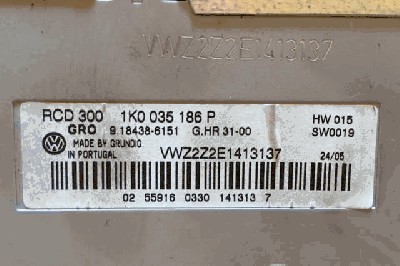 VWZ2Z2E1413137
RCD 300 1K0 035 186 P HW 015
GRO 9.18438-6151 G.HR 31-00 SW0019
MADE BY GRUNDIG
IN PORTUGAL VWZ2Z2E1413137 24/05
02 55916 0330 141313 7